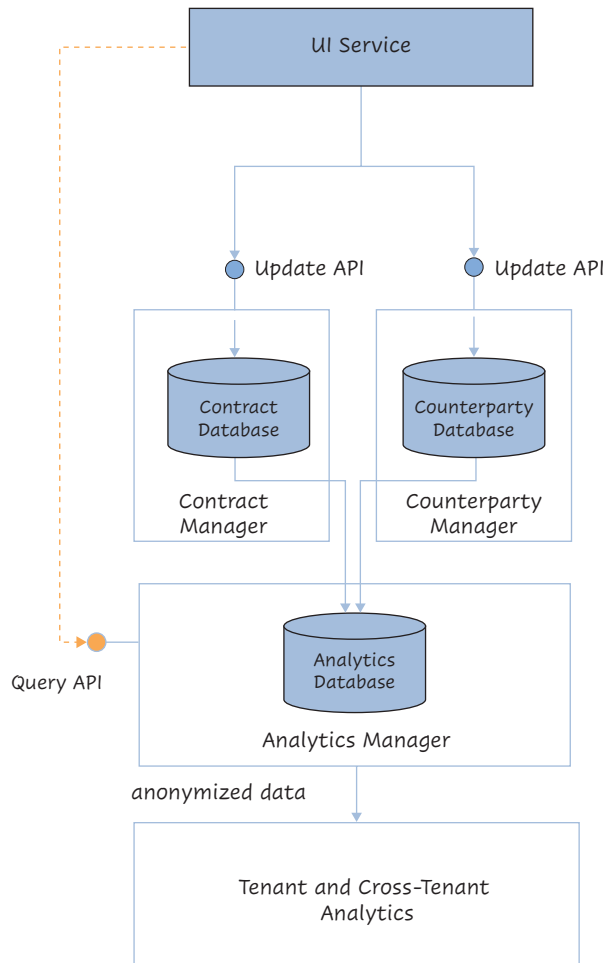 UI Service
Update API
Update API
Contract
Database
Counterparty
Database
Contract
Manager
Counterparty
Manager
Analytics
Database
Query API
Analytics Manager
anonymized data
Tenant and Cross-Tenant
Analytics